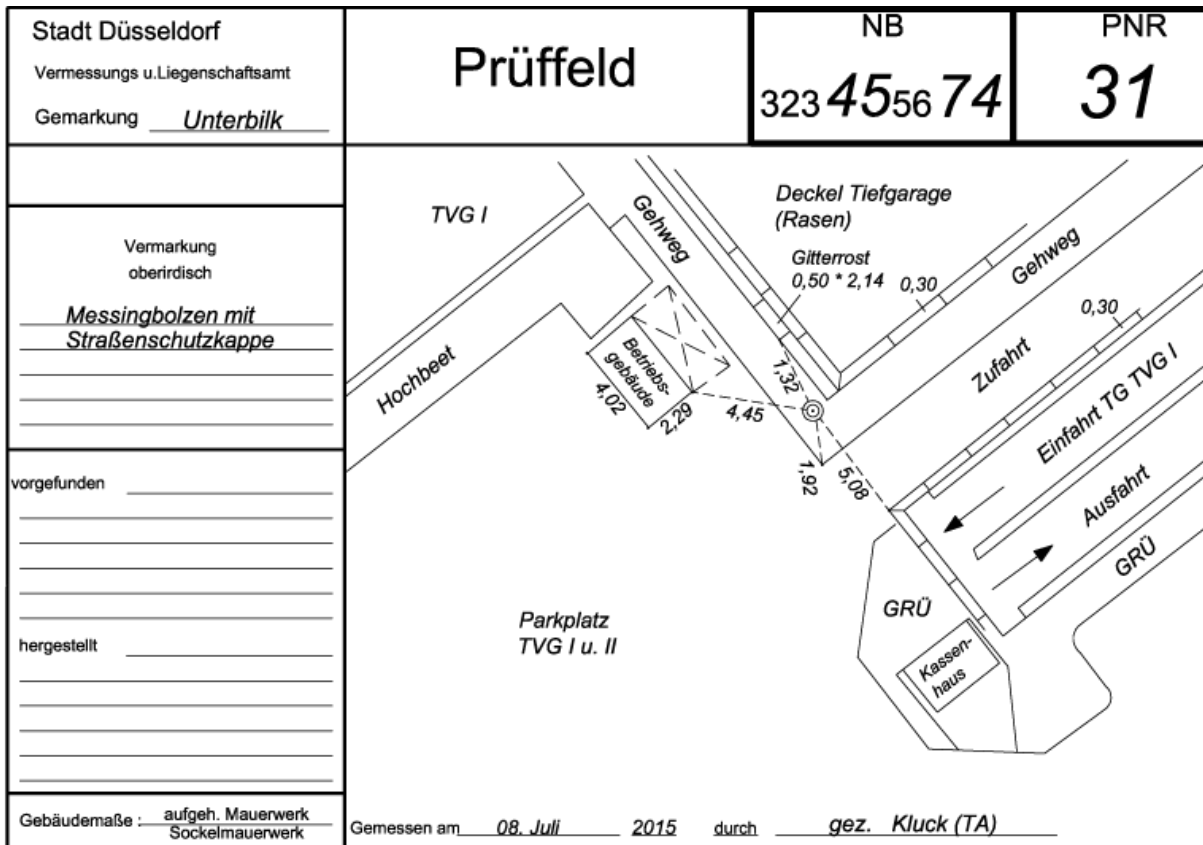 Stadt Düsseldorf
Vermessungs u.Liegenschaftsamt
Gemarkung Unterbilk
Prüffeld
NB
323 45 56 74
PNR
31
Vermarkung
oberirdisch
Messingbolzen mit
Straßenschutzkappe
vorgefunden
hergestellt
Gebäudemaße : aufgeh. Mauerwerk
Sockelmauerwerk
TVG I
Gehweg
Deckel Tiefgarage
(Rasen)
Gitterrost
0,50 * 2,14
0,30
Gehweg
0,30
Zufahrt
Hochbeet
Betriebs-
gebäude
4,02
2,29
4,45
1,32
1,92
5,08
Einfahrt TG TVG I
Ausfahrt
GRÜ
GRÜ
Kassen-
haus
Parkplatz
TVG I u. II
Gemessen am 08. Juli 2015 durch gez. Kluck (TA)